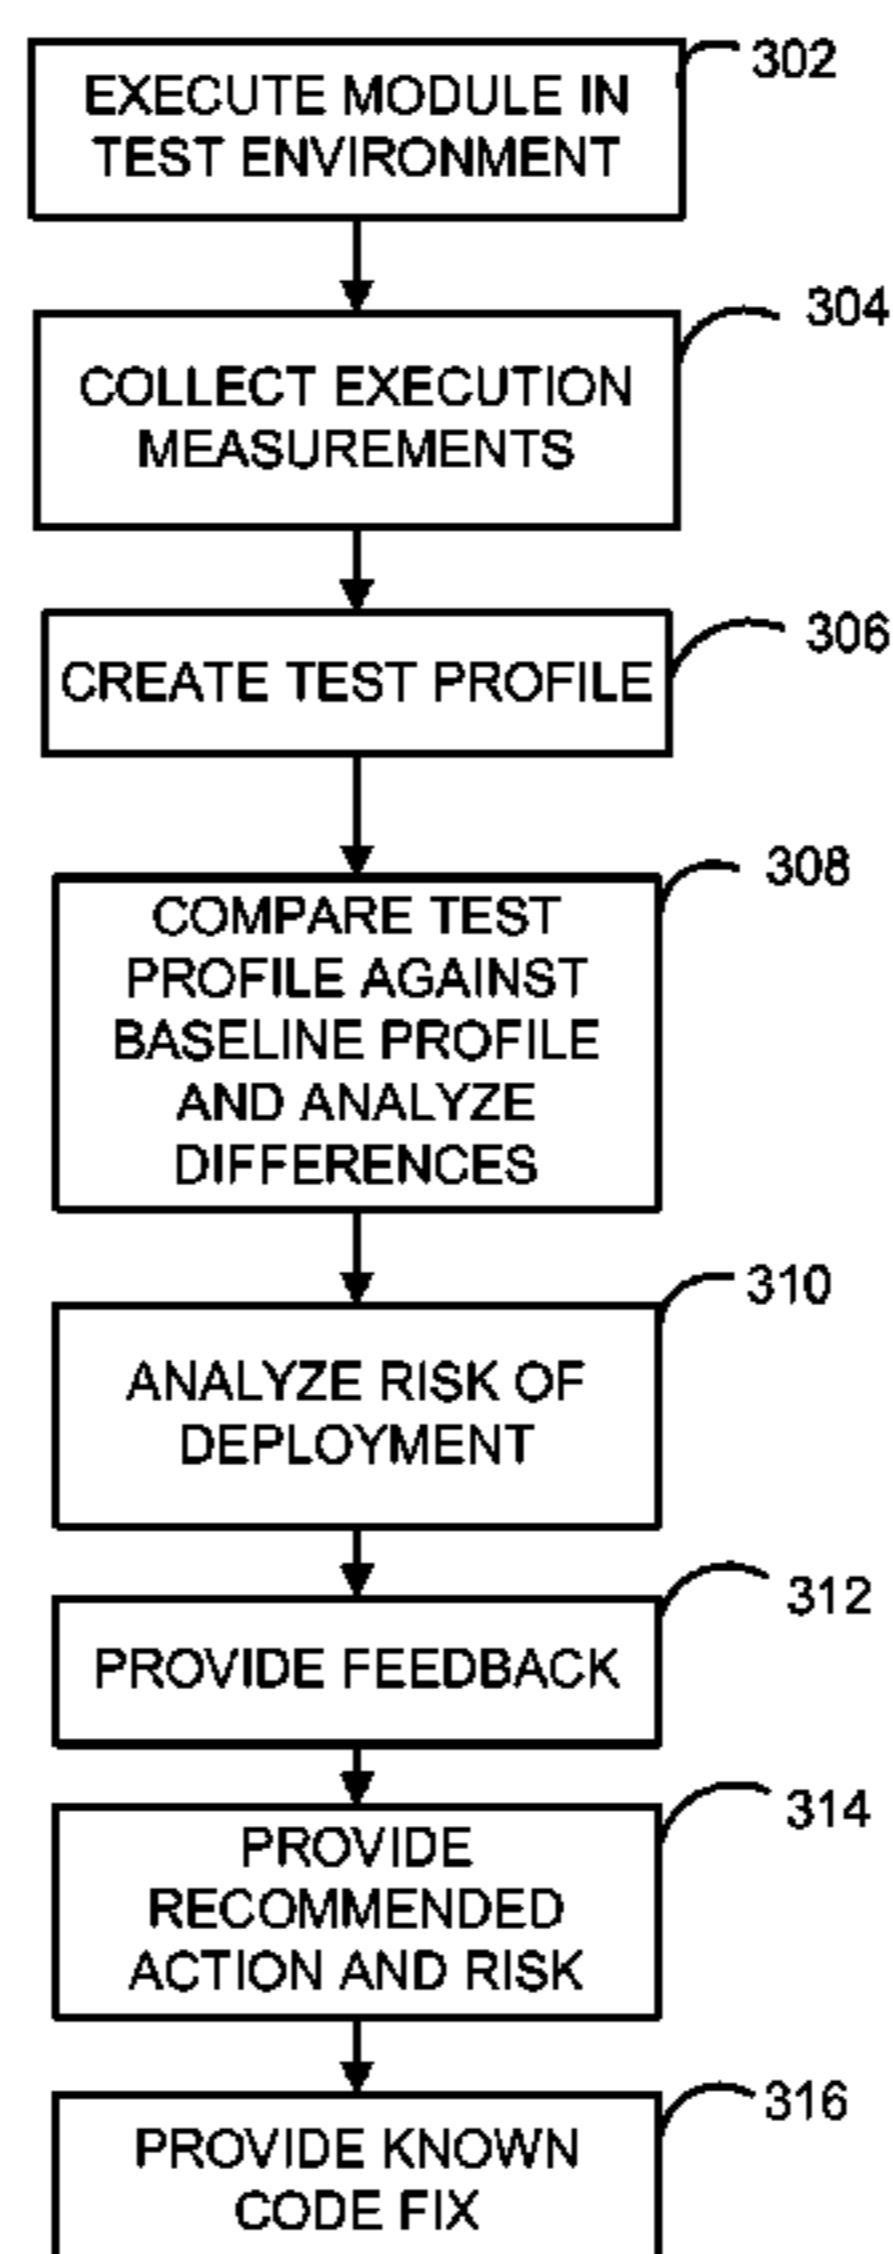 302
EXECUTE MODULE IN
TEST ENVIRONMENT
304
COLLECT EXECUTION
MEASUREMENTS
306
CREATE TEST PROFILE
308
COMPARE TEST
PROFILE AGAINST
BASELINE PROFILE
AND ANALYZE
DIFFERENCES
310
ANALYZE RISK OF
DEPLOYMENT
312
PROVIDE FEEDBACK
314
PROVIDE
RECOMMENDED
ACTION AND RISK
316
PROVIDE KNOWN
CODE FIX